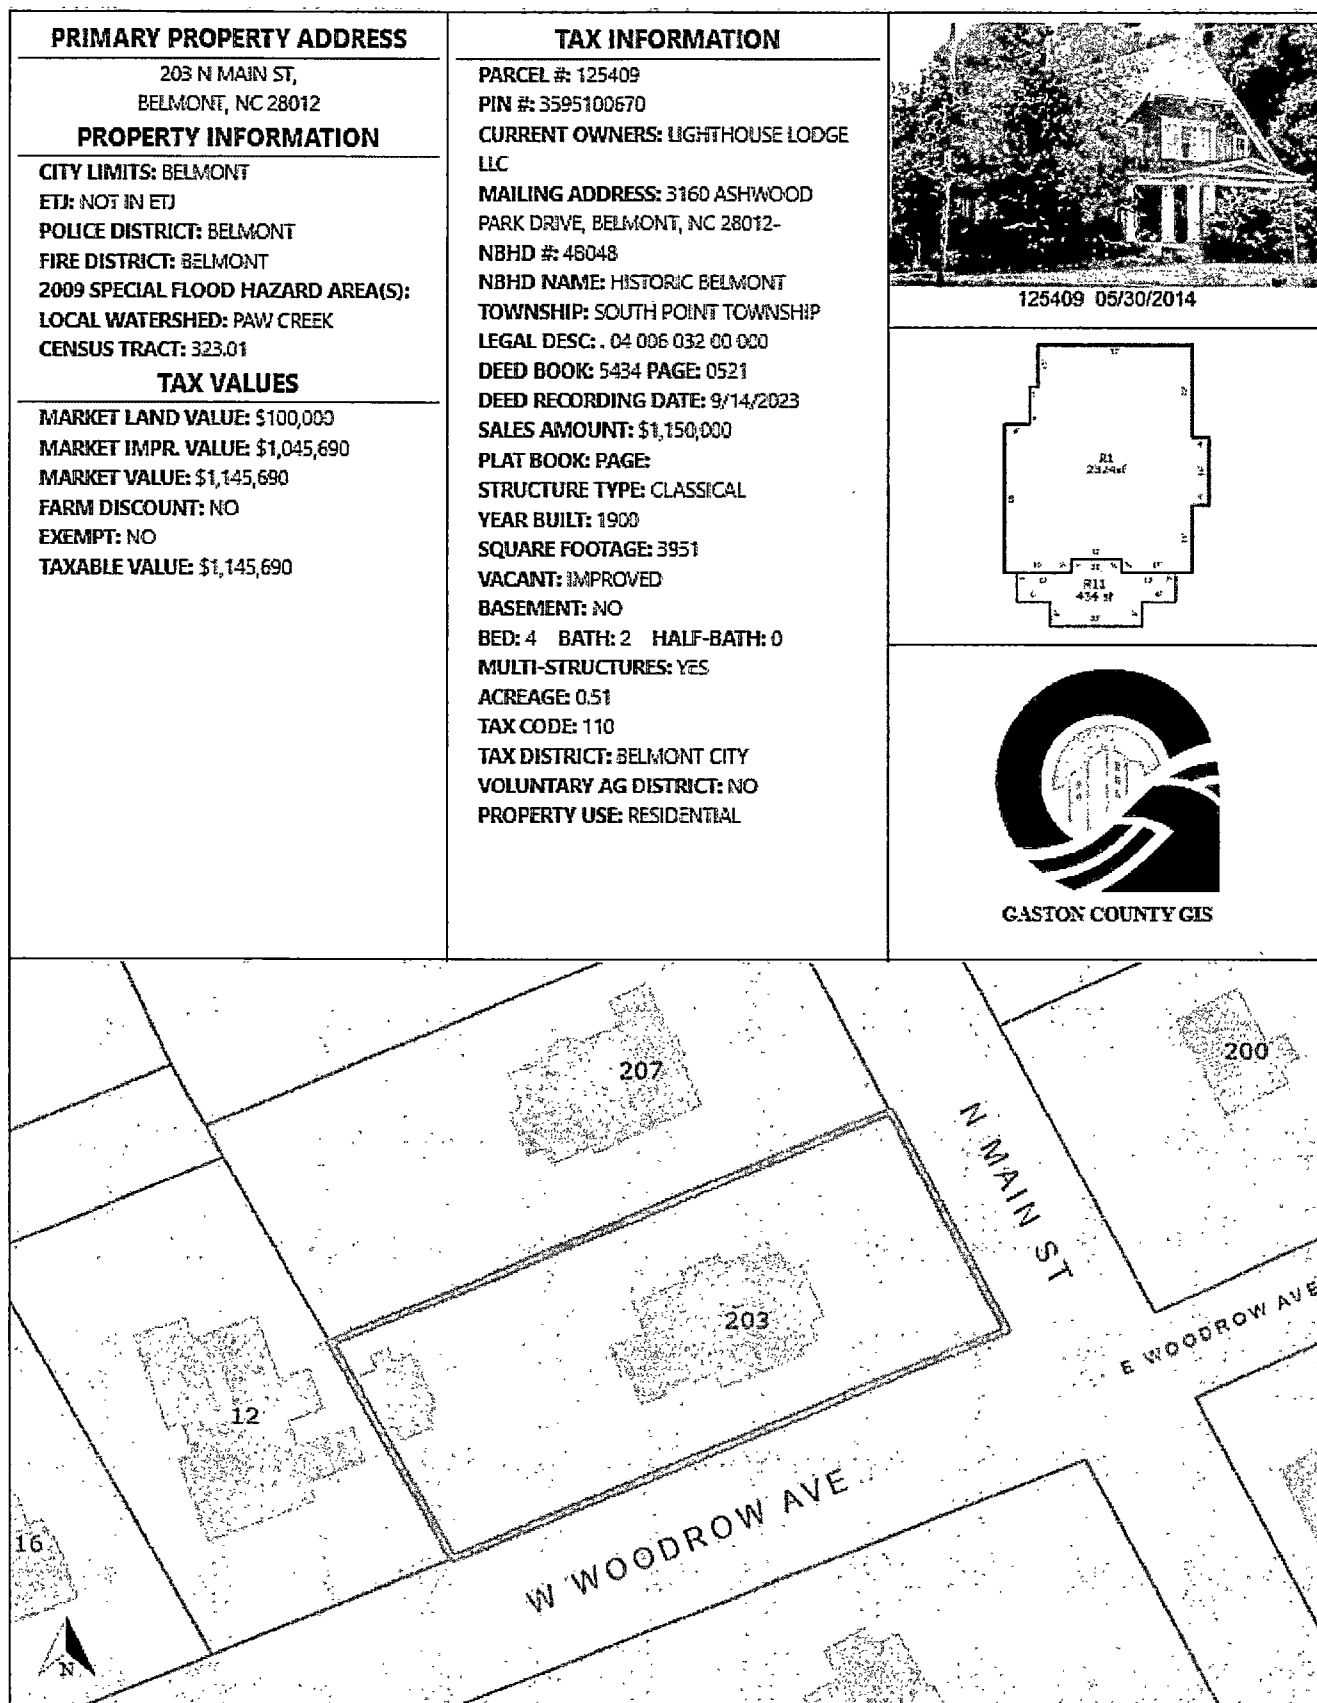 PRIMARY PROPERTY ADDRESS
203 N MAIN ST,
BELMONT, NC 28012
PROPERTY INFORMATION
CITY LIMITS: BELMONT
ETJ: NOT IN ETJ
POLICE DISTRICT: BELMONT
FIRE DISTRICT: BELMONT
2009 SPECIAL FLOOD HAZARD AREA(S):
LOCAL WATERSHED: PAW CREEK
CENSUS TRACT: 323.01
TAX VALUES
MARKET LAND VALUE: $100,000
MARKET IMPR. VALUE: $1,045,690
MARKET VALUE: $1,145,690
FARM DISCOUNT: NO
EXEMPT: NO
TAXABLE VALUE: $1,145,690
TAX INFORMATION
PARCEL #: 125409
PIN #: 3595100670
CURRENT OWNERS: LIGHTHOUSE LODGE
LLC
MAILING ADDRESS: 3160 ASHWOOD
PARK DRIVE, BELMONT, NC 28012-
NBHD #: 4B048
NBHD NAME: HISTORIC BELMONT
TOWNSHIP: SOUTH POINT TOWNSHIP
LEGAL DESC: . 04 006 032 00 000
DEED BOOK: 5434 PAGE: 0521
DEED RECORDING DATE: 9/14/2023
SALES AMOUNT: $1,150,000
PLAT BOOK: PAGE:
STRUCTURE TYPE: CLASSICAL
YEAR BUILT: 1900
SQUARE FOOTAGE: 3951
VACANT: IMPROVED
BASEMENT: NO
BED: 4 BATH: 2 HALF-BATH: 0
MULTI-STRUCTURES: YES
ACREAGE: 0.51
TAX CODE: 110
TAX DISTRICT: BELMONT CITY
VOLUNTARY AG DISTRICT: NO
PROPERTY USE: RESIDENTIAL
125409 05/30/2014
R1
R11
434 sf
GASTON COUNTY GIS
207
200
N MAIN ST
203
E WOODROW AVE
12
W WOODROW AVE
16
N